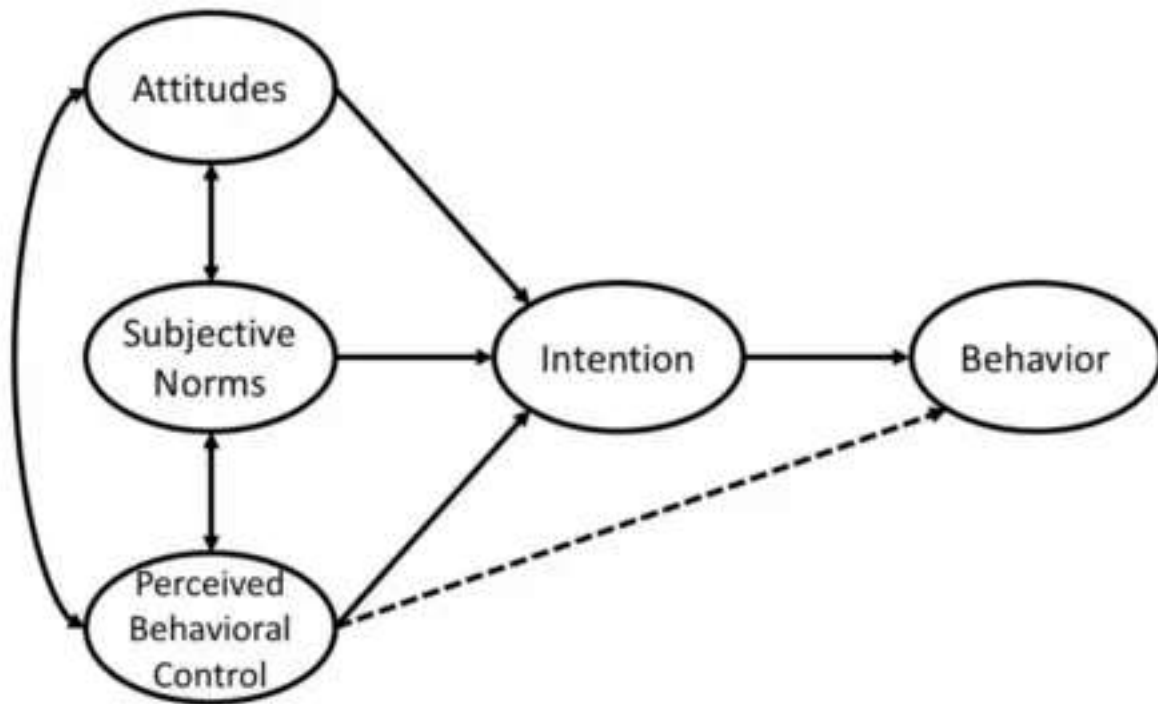 Attitudes
Subjective
Norms
Intention
Behavior
Perceived
Behavioral
Control